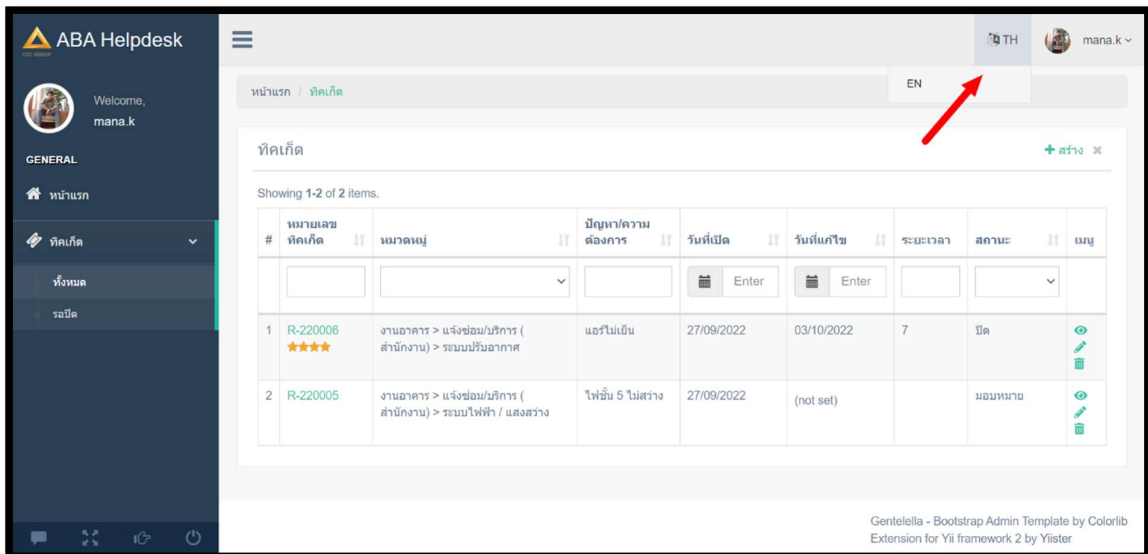 ABA Helpdesk
TH
mana.k
EN
Welcome,
mana.k
GENERAL
หน้าแรก
ทิคเก็ต
ทั้งหมด
รอปิด
หน้าแรก / ทิคเก็ต
ทิคเก็ต
สร้าง
Showing 1-2 of 2 items.
# หมายเลขทิคเก็ต หมวดหมู่ ปัญหา/ความต้องการ วันที่เปิด วันที่แก้ไข ระยะเวลา สถานะ เมนู
Enter Enter
1 R-220006 งานอาคาร > แจ้งซ่อม/บริการ ( แอร์ไม่เย็น 27/09/2022 03/10/2022 7 ปิด
สำนักงาน) > ระบบปรับอากาศ
2 R-220005 งานอาคาร > แจ้งซ่อม/บริการ ( ไฟชั้น 5 ไม่สว่าง 27/09/2022 (not set) มอบหมาย
สำนักงาน) > ระบบไฟฟ้า / แสงสว่าง
Gentelella - Bootstrap Admin Template by Colorlib
Extension for Yii framework 2 by Yiister